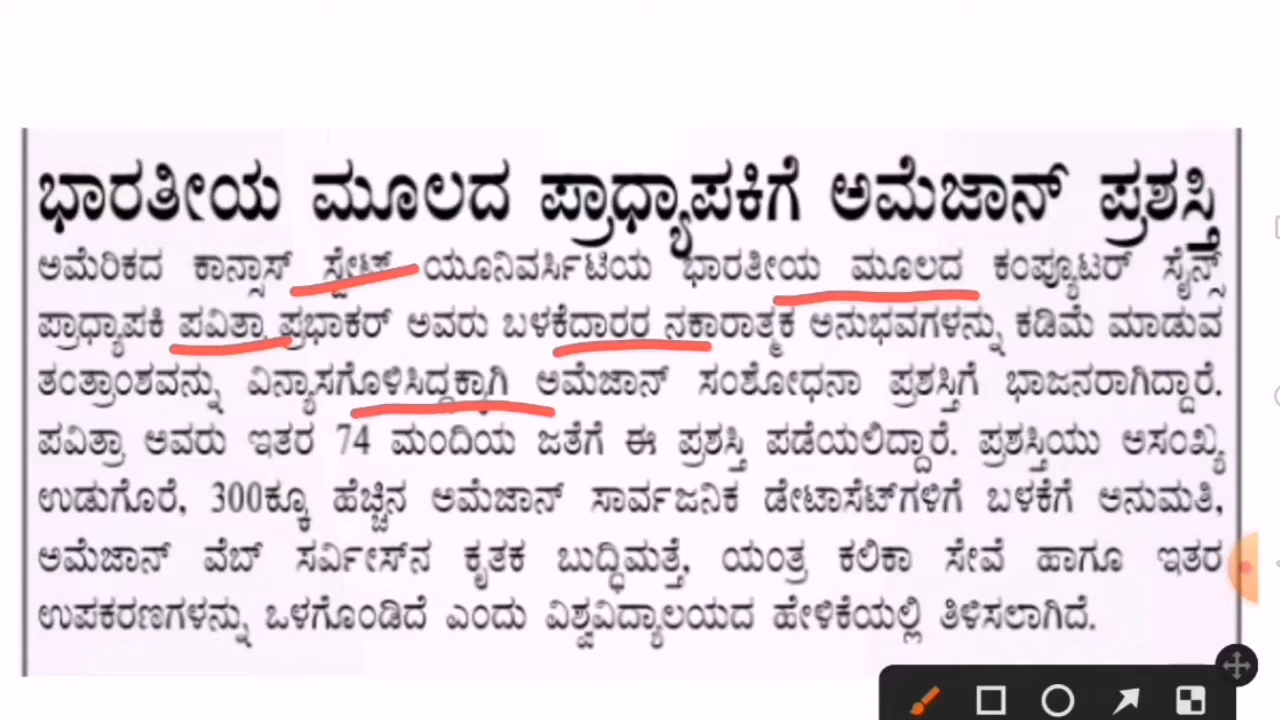 ಭಾರತೀಯ ಮೂಲದ ಪ್ರಾಧ್ಯಾಪಕಿಗೆ ಅಮೆಜಾನ್ ಪ್ರಶಸ್ತಿ
ಅಮೆರಿಕದ ಕಾನ್ಸಾಸ್ ಸ್ಟೇಟ್ ಯೂನಿವರ್ಸಿಟಿಯ ಭಾರತೀಯ ಮೂಲದ ಕಂಪ್ಯೂಟರ್ ಸೈನ್ಸ್
ಪ್ರಾಧ್ಯಾಪಕಿ ಪವಿತ್ರಾ ಪ್ರಭಾಕರ್ ಅವರು ಬಳಕೆದಾರರ ನಕಾರಾತ್ಮಕ ಅನುಭವಗಳನ್ನು ಕಡಿಮೆ ಮಾಡುವ
ತಂತ್ರಾಂಶವನ್ನು ವಿನ್ಯಾಸಗೊಳಿಸಿದ್ದಕ್ಕಾಗಿ ಅಮೆಜಾನ್ ಸಂಶೋಧನಾ ಪ್ರಶಸ್ತಿಗೆ ಭಾಜನರಾಗಿದ್ದಾರೆ.
ಪವಿತ್ರಾ ಅವರು ಇತರ 74 ಮಂದಿಯ ಜತೆಗೆ ಈ ಪ್ರಶಸ್ತಿ ಪಡೆಯಲಿದ್ದಾರೆ. ಪ್ರಶಸ್ತಿಯು ಅಸಂಖ್ಯ
ಉಡುಗೊರೆ, 300ಕ್ಕೂ ಹೆಚ್ಚಿನ ಅಮೆಜಾನ್ ಸಾರ್ವಜನಿಕ ಡೇಟಾಸೆಟ್‌ಗಳಿಗೆ ಬಳಕೆಗೆ ಅನುಮತಿ,
ಅಮೆಜಾನ್ ವೆಬ್ ಸರ್ವೀಸ್‌ನ ಕೃತಕ ಬುದ್ಧಿಮತ್ತೆ, ಯಂತ್ರ ಕಲಿಕಾ ಸೇವೆ ಹಾಗೂ ಇತರ
ಉಪಕರಣಗಳನ್ನು ಒಳಗೊಂಡಿದೆ ಎಂದು ವಿಶ್ವವಿದ್ಯಾಲಯದ ಹೇಳಿಕೆಯಲ್ಲಿ ತಿಳಿಸಲಾಗಿದೆ.